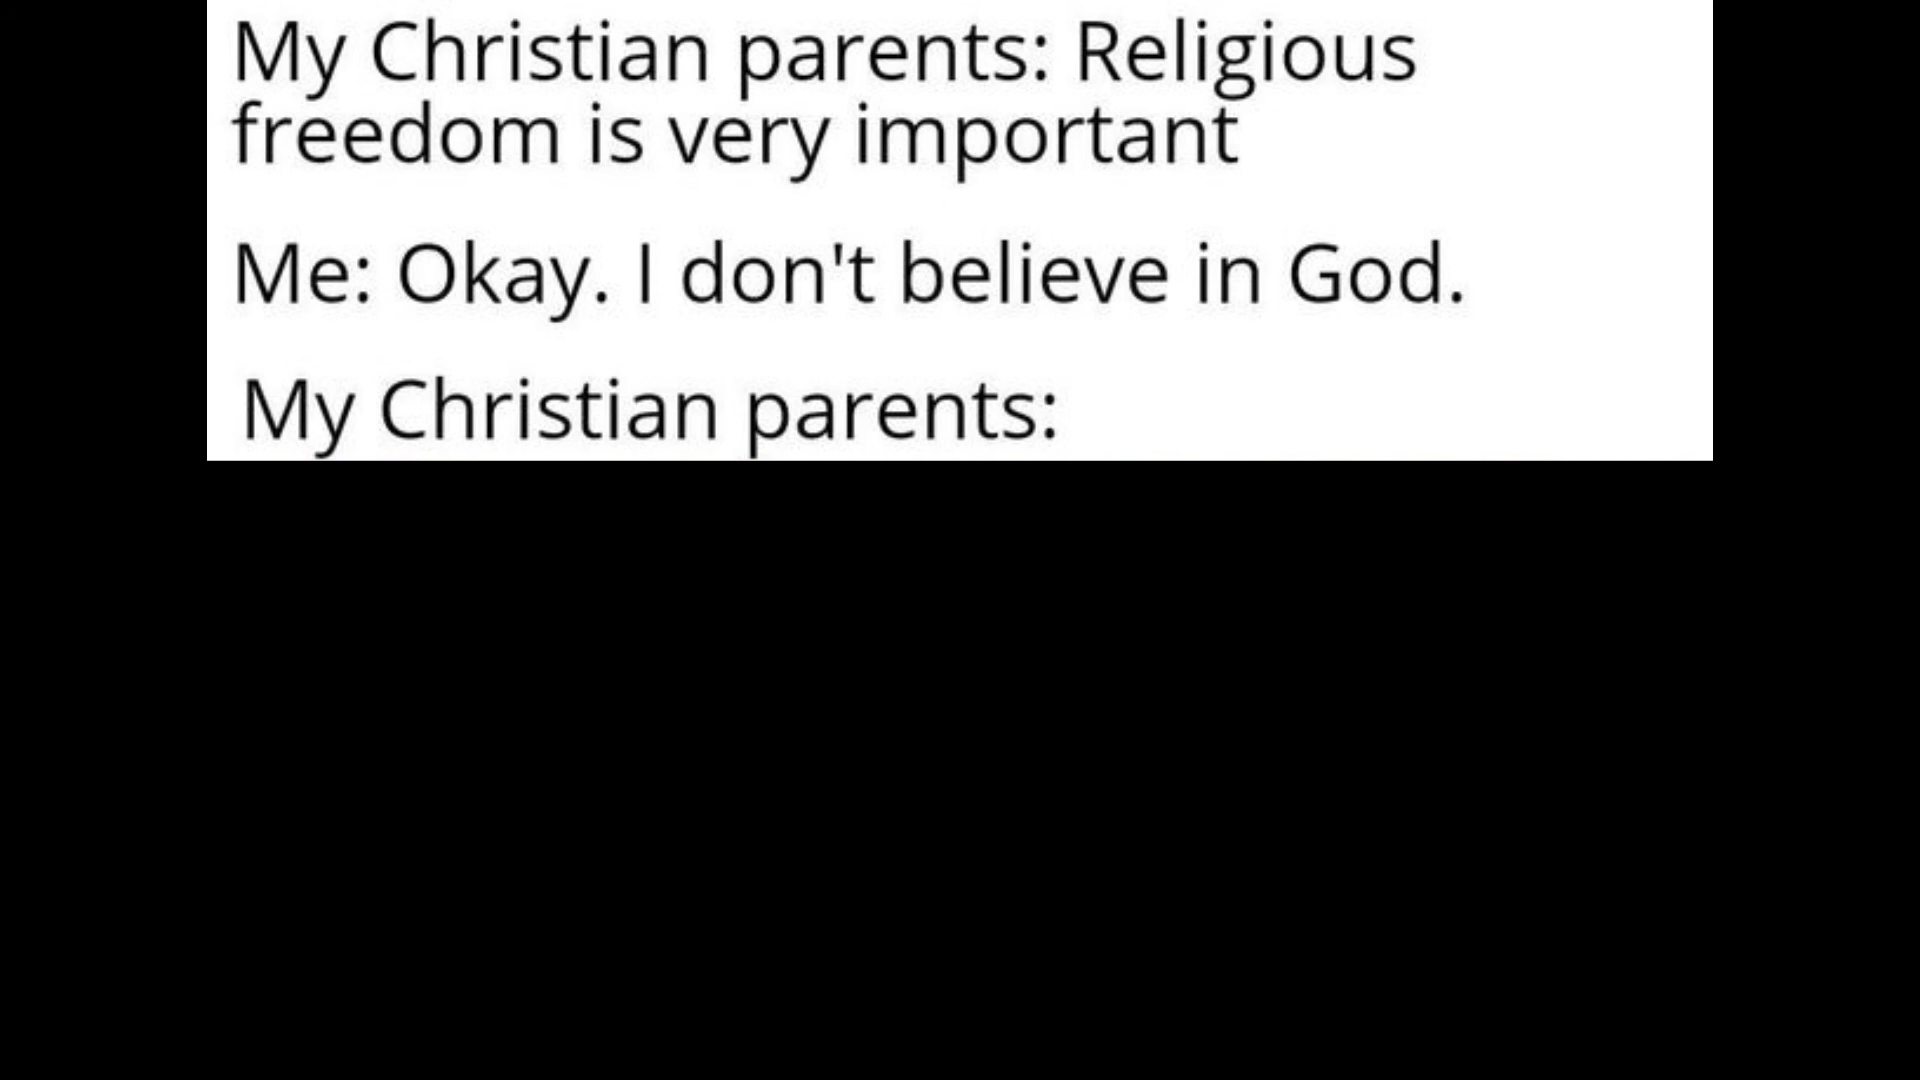 My Christian parents: Religious
freedom is very important
Me: Okay. I don't believe in God.
My Christian parents: